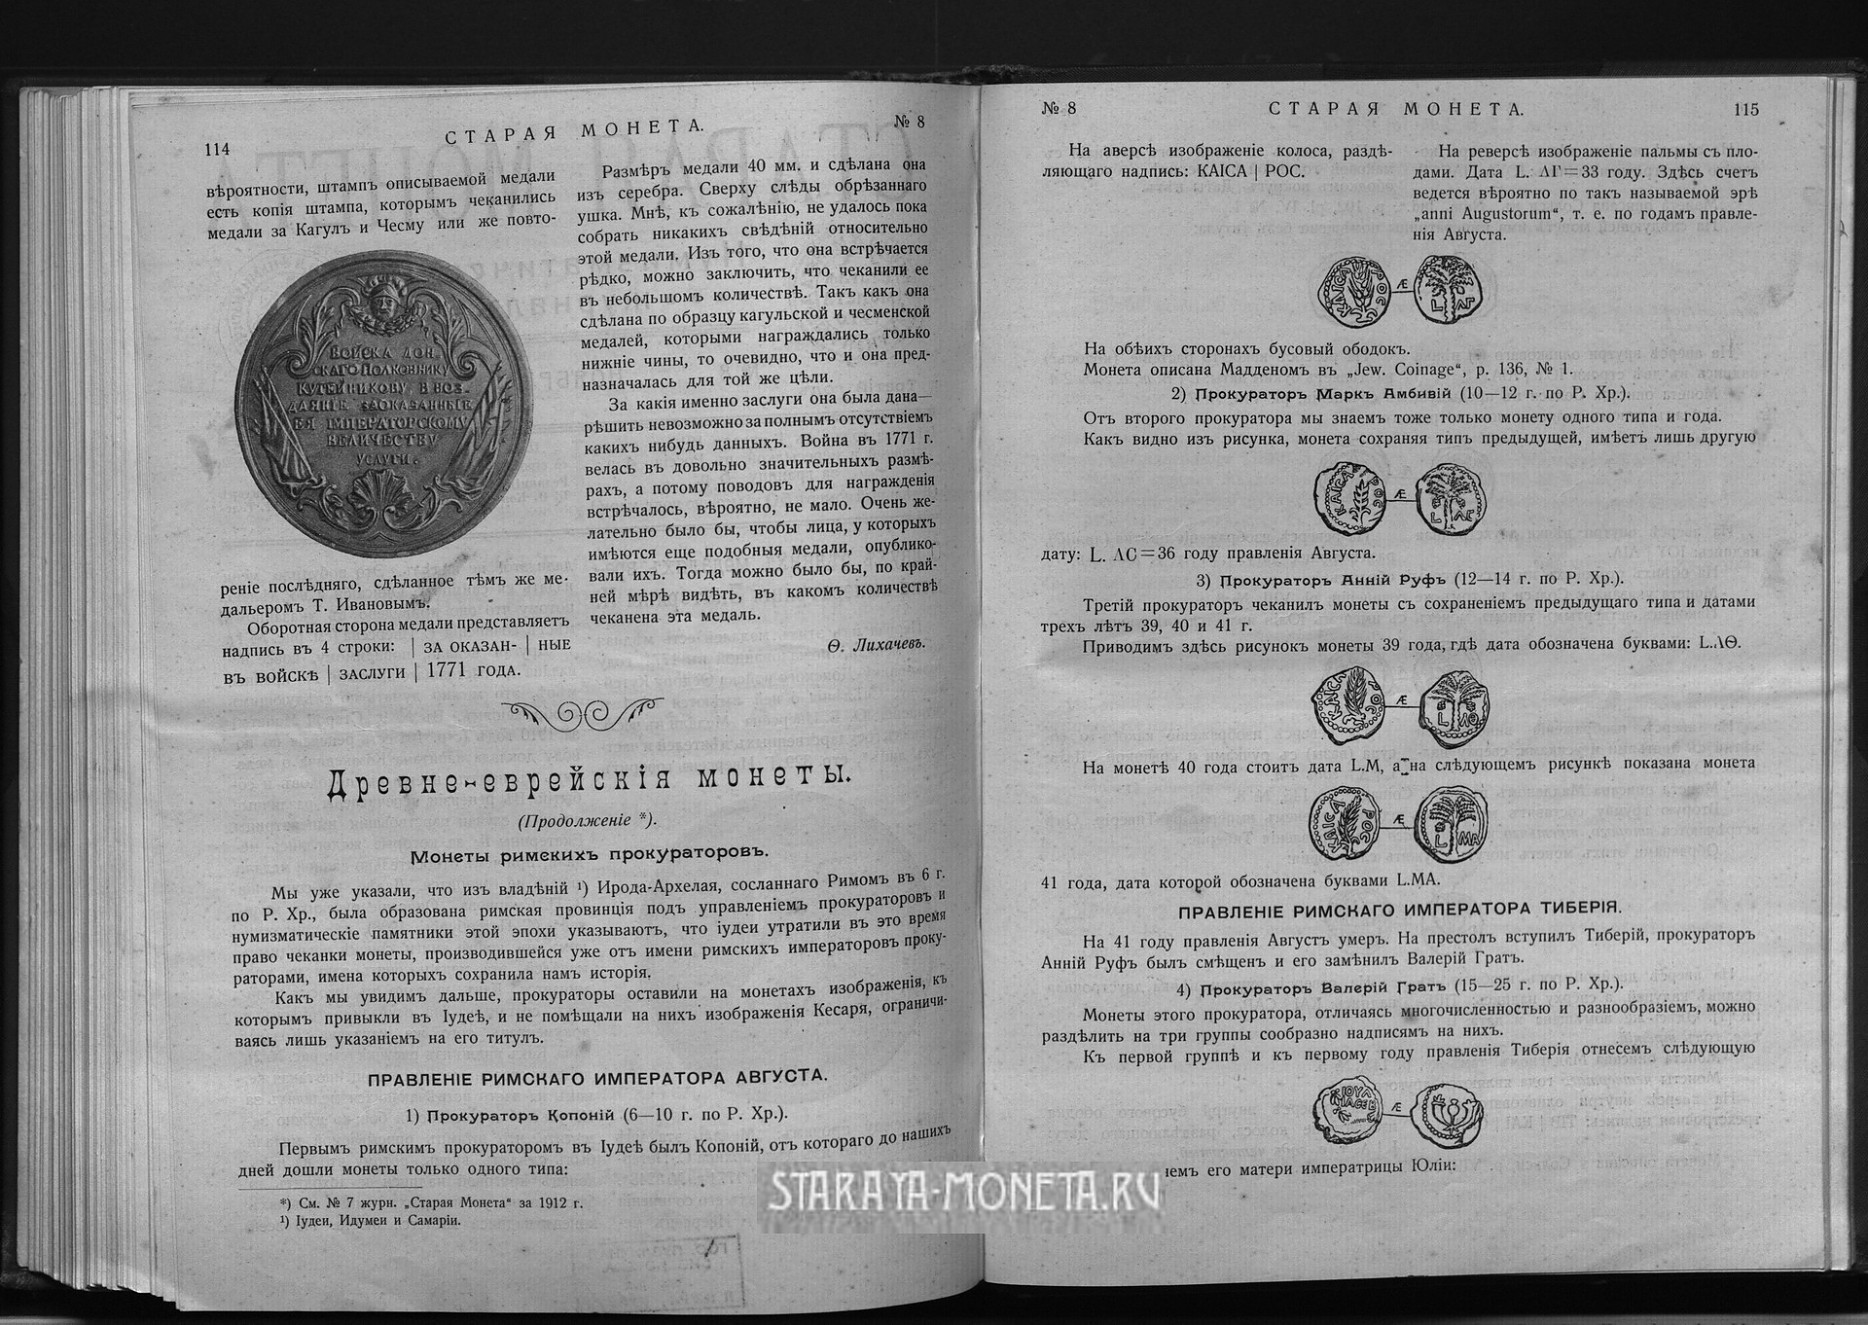 114
СТАРАЯ МОНЕТА.
№ 8
вѣроятности, штампъ описываемой медали
есть копія штампа, которымъ чеканились
медали за Кагулъ и Чесму или же повто-
ВОЙСКА ДОН
СКАГО ПОЛКОВНИКУ
КУТЕЙНИКОВУ В ВОЗ
ДАЯНІЕ ЗАОКАЗАННЫЕ
ЕЯ ІМПЕРАТОРСКОМУ
ВЕЛИЧЕСТВУ
УСЛУГИ.
реніе послѣдняго, сдѣланное тѣмъ же ме-
дальеромъ Т. Ивановымъ.
Оборотная сторона медали представляетъ
надпись въ 4 строки: | ЗА ОКАЗАН- | НЫЕ
ВЪ ВОЙСКѢ | ЗАСЛУГИ | 1771 ГОДА.
Размѣръ медали 40 мм. и сдѣлана она
изъ серебра. Сверху слѣды обрѣзаннаго
ушка. Мнѣ, къ сожалѣнію, не удалось пока
собрать никакихъ свѣдѣній относительно
этой медали. Изъ того, что она встрѣчается
рѣдко, можно заключить, что чеканили ее
въ небольшомъ количествѣ. Такъ какъ она
сдѣлана по образцу кагульской и чесменской
медалей, которыми награждались только
нижніе чины, то очевидно, что и она пред-
назначалась для той же цѣли.
За какія именно заслуги она была дана—
рѣшить невозможно за полнымъ отсутствіемъ
какихъ нибудь данныхъ. Война въ 1771 г.
велась въ довольно значительныхъ размѣ-
рахъ, а потому поводовъ для награжденія
встрѣчалось, вѣроятно, не мало. Очень же-
лательно было бы, чтобы лица, у которыхъ
имѣются еще подобныя медали, опублико-
вали ихъ. Тогда можно было бы, по край-
ней мѣрѣ видѣть, въ какомъ количествѣ
чеканена эта медаль.
Ѳ. Лихачевъ.
Древне-еврейскія монеты.
(Продолженіе *).
Монеты римскихъ прокураторовъ.
Мы уже указали, что изъ владѣній ¹) Ирода-Архелая, сосланнаго Римомъ въ 6 г.
по Р. Хр., была образована римская провинція подъ управленіемъ прокураторовъ и
нумизматическіе памятники этой эпохи указываютъ, что іудеи утратили въ это время
право чеканки монеты, производившейся уже отъ имени римскихъ императоровъ проку-
раторами, имена которыхъ сохранила намъ исторія.
Какъ мы увидимъ дальше, прокураторы оставили на монетахъ изображенія, къ
которымъ привыкли въ Іудеѣ, и не помѣщали на нихъ изображенія Кесаря, ограничи-
ваясь лишь указаніемъ на его титулъ.
ПРАВЛЕНІЕ РИМСКАГО ИМПЕРАТОРА АВГУСТА.
1) Прокураторъ Копоній (6—10 г. по Р. Хр.).
Первымъ римскимъ прокураторомъ въ Іудеѣ былъ Копоній, отъ котораго до нашихъ
дней дошли монеты только одного типа:
*) См. № 7 журн. „Старая Монета“ за 1912 г.
¹) Іудеи, Идумеи и Самаріи.
№ 8
СТАРАЯ МОНЕТА.
115
На аверсѣ изображеніе колоса, раздѣ-
ляющаго надпись: KAICA | POC.
На реверсѣ изображеніе пальмы съ пло-
дами. Дата L. ΛΓ = 33 году. Здѣсь счетъ
ведется вѣроятно по такъ называемой эрѣ
„anni Augustorum“, т. е. по годамъ правле-
нія Августа.
KAICA POC Æ L ΛΓ
На обѣихъ сторонахъ бусовый ободокъ.
Монета описана Мадденомъ въ „Jew. Coinage“, p. 136, № 1.
2) Прокураторъ Маркъ Амбивій (10—12 г. по Р. Хр.).
Отъ второго прокуратора мы знаемъ тоже только монету одного типа и года.
Какъ видно изъ рисунка, монета сохраняя типъ предыдущей, имѣетъ лишь другую
KAICA POC Æ L
дату: L. ΛC = 36 году правленія Августа.
3) Прокураторъ Анній Руфъ (12—14 г. по Р. Хр.).
Третій прокураторъ чеканилъ монеты съ сохраненіемъ предыдущаго типа и датами
трехъ лѣтъ 39, 40 и 41 г.
Приводимъ здѣсь рисунокъ монеты 39 года, гдѣ дата обозначена буквами: L.ΛΘ.
KAICA POC Æ L ΛΘ
На монетѣ 40 года стоитъ дата L.M, а на слѣдующемъ рисункѣ показана монета
KAICA POC Æ L MA
41 года, дата которой обозначена буквами L.MA.
ПРАВЛЕНІЕ РИМСКАГО ИМПЕРАТОРА ТИБЕРІЯ.
На 41 году правленія Августъ умеръ. На престолъ вступилъ Тиберій, прокураторъ
Анній Руфъ былъ смѣщенъ и его замѣнилъ Валерій Гратъ.
4) Прокураторъ Валерій Гратъ (15—25 г. по Р. Хр.).
Монеты этого прокуратора, отличаясь многочисленностью и разнообразіемъ, можно
раздѣлить на три группы сообразно надписямъ на нихъ.
Къ первой группѣ и къ первому году правленія Тиберія отнесемъ слѣдующую
Æ
емъ его матери императрицы Юліи:
STARAYA-MONETA.RU